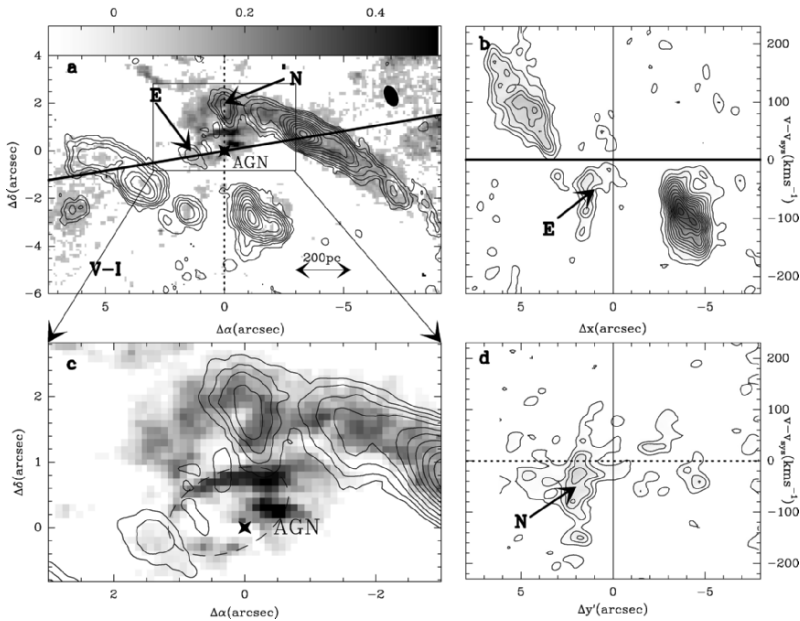 0 0.2 0.4
a
N
E
AGN
V-I
200pc
4
2
0
−2
−4
−6
Δδ(arcsec)
5 0 −5
Δα(arcsec)
b
E
200
100
0
−100
−200
v−v_sys(kms⁻¹)
5 0 −5
Δx(arcsec)
c
AGN
2
1
0
Δδ(arcsec)
2 0 −2
Δα(arcsec)
d
N
200
100
0
−100
−200
v−v_sys(kms⁻¹)
5 0 −5
Δy'(arcsec)